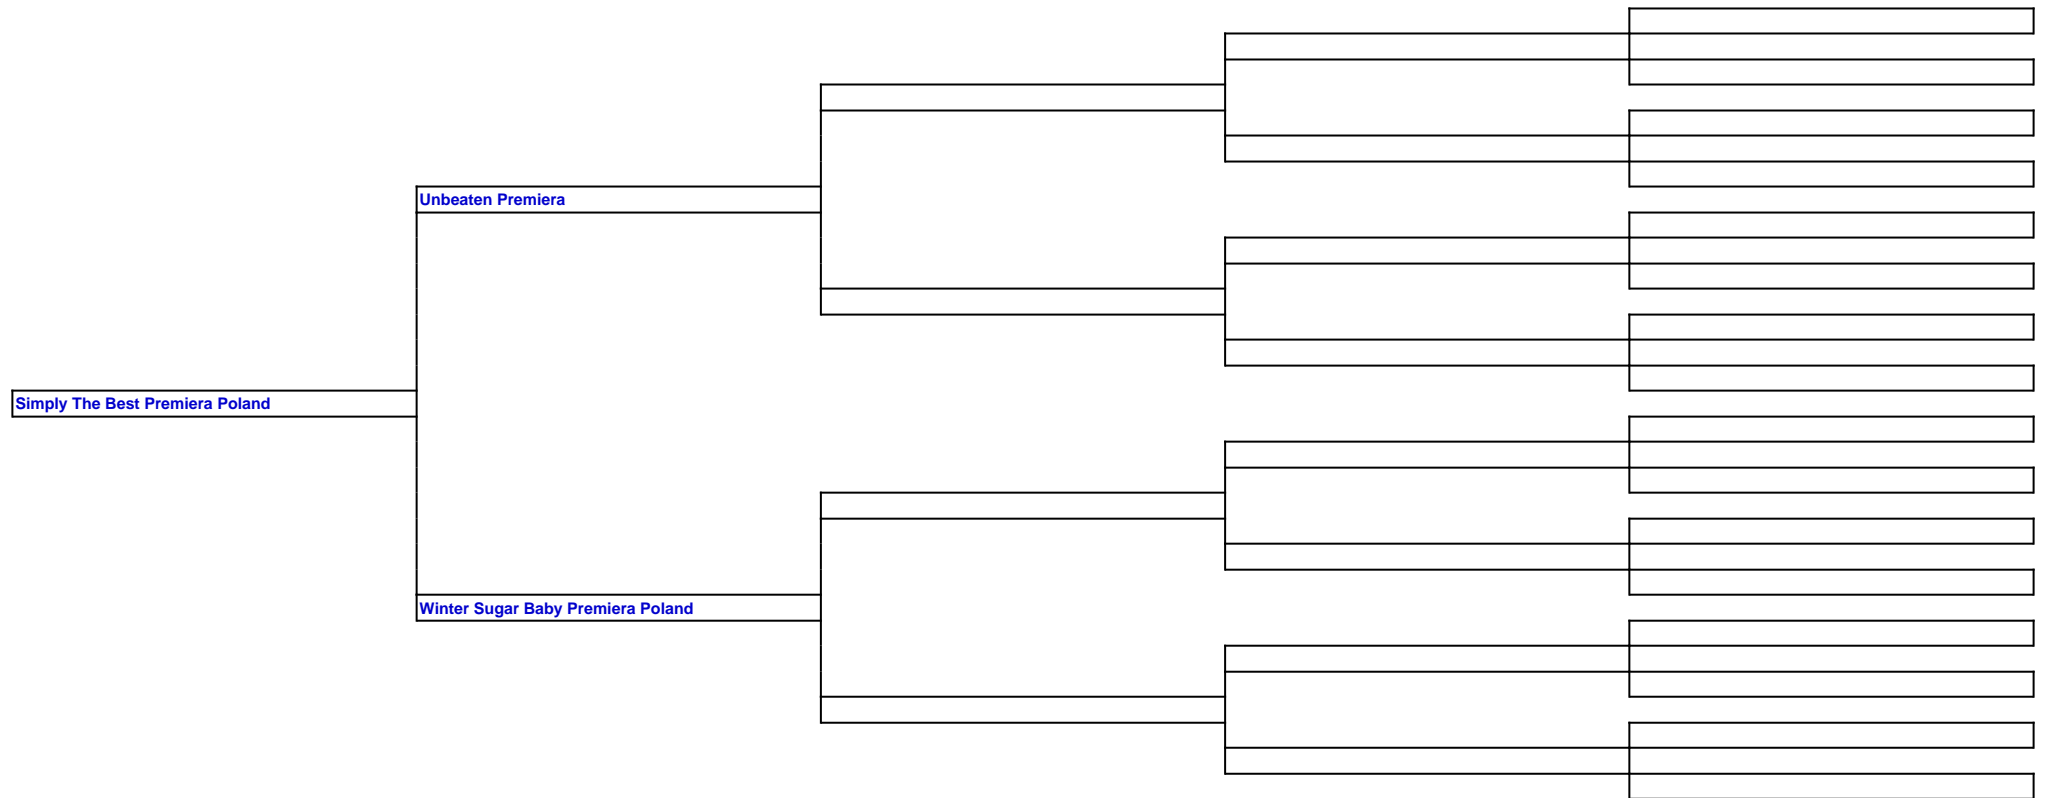 Unbeaten Premiera
Simply The Best Premiera Poland
Winter Sugar Baby Premiera Poland